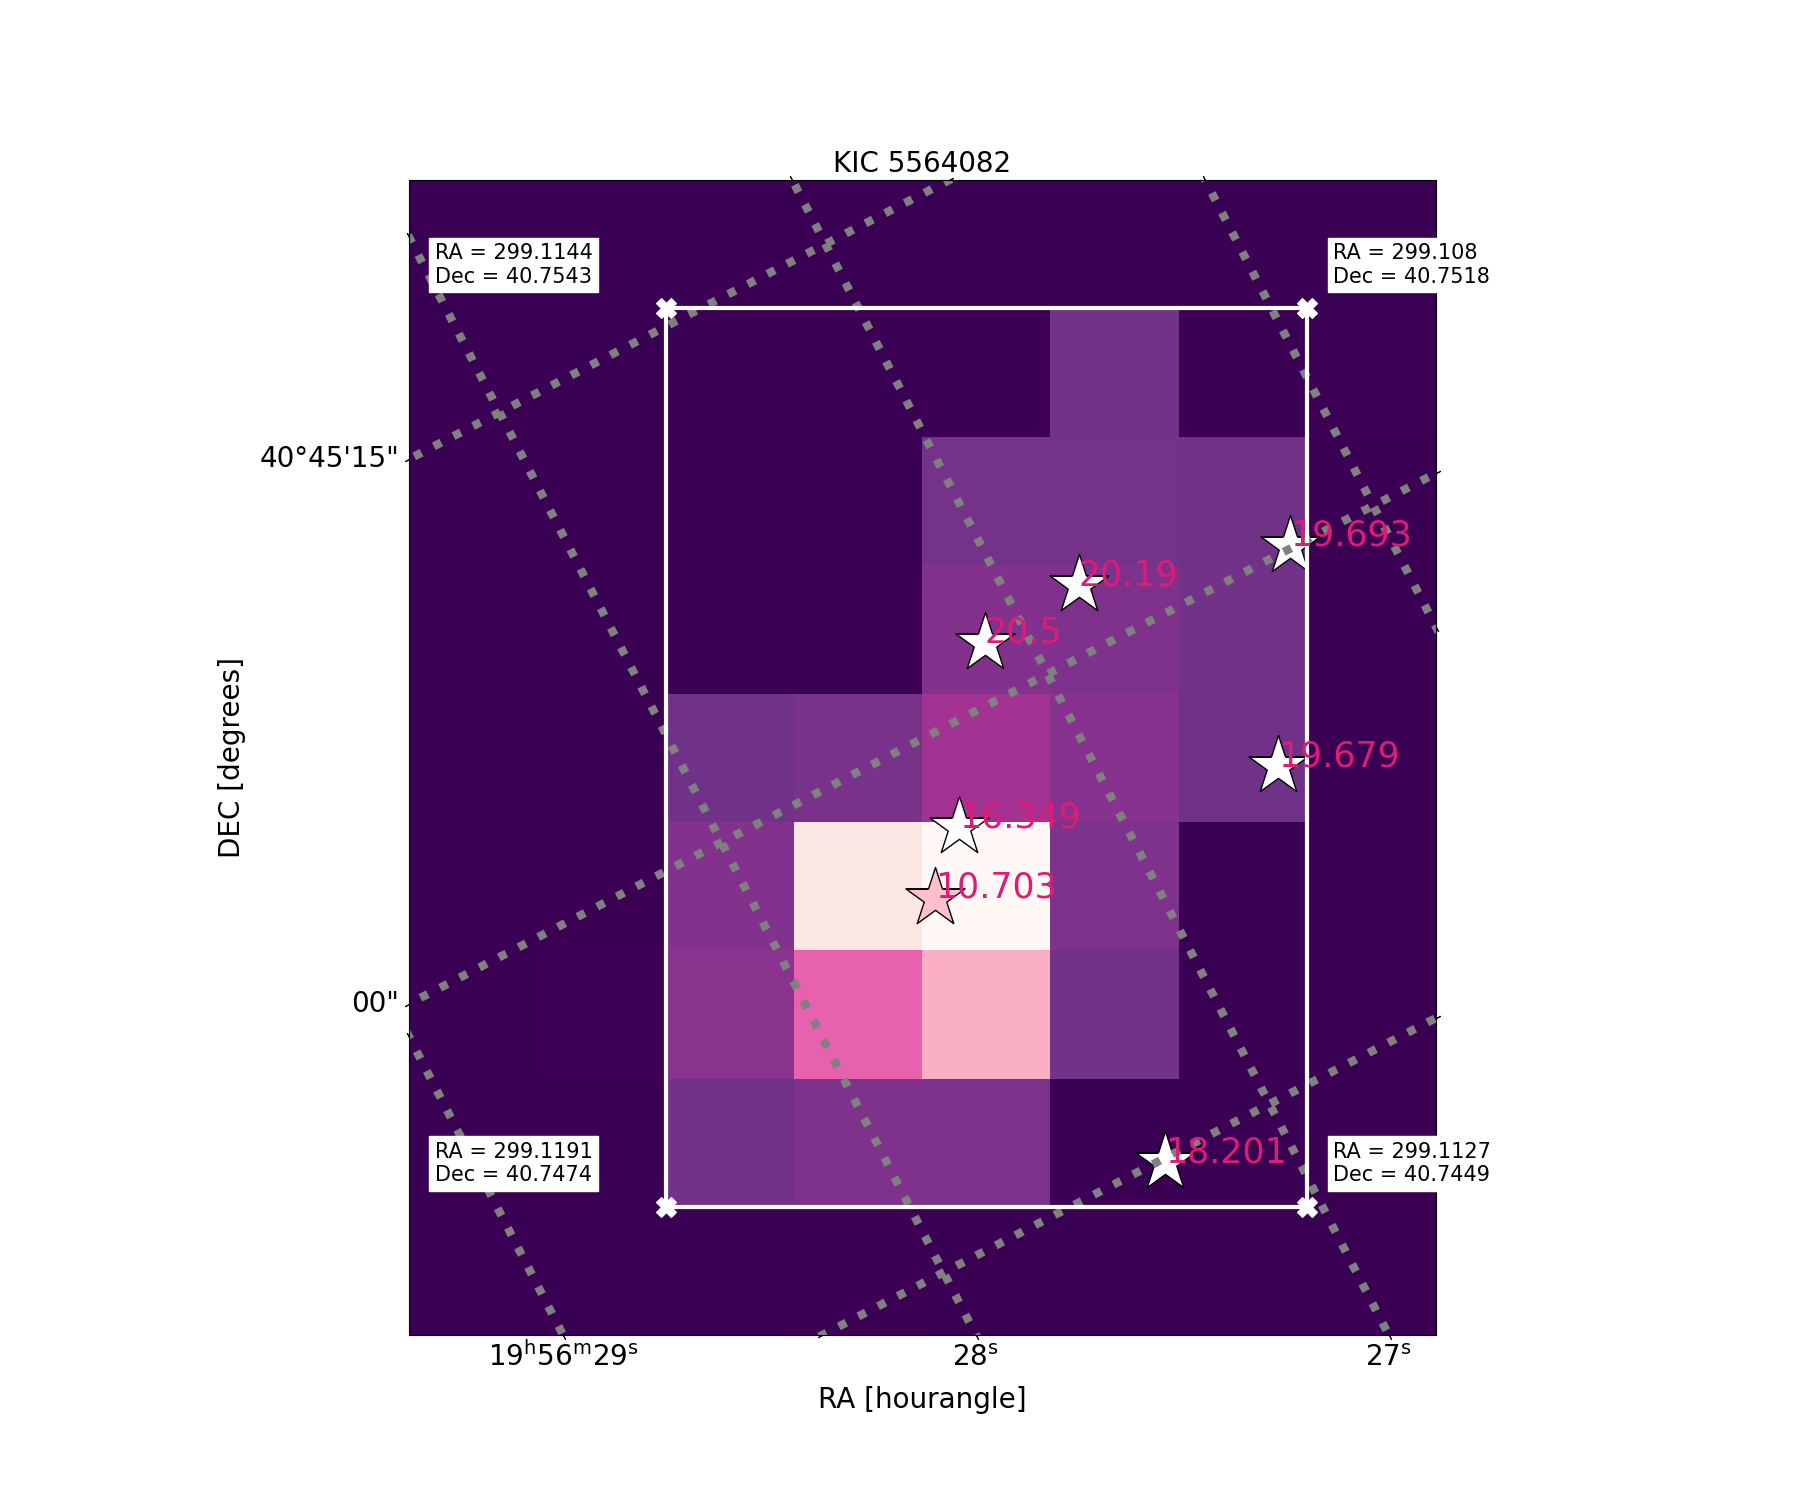 KIC 5564082
RA = 299.1144
Dec = 40.7543
RA = 299.108
Dec = 40.7518
40°45'15"
19.693
20.19
20.5
19.679
16.349
10.703
00"
DEC [degrees]
RA = 299.1191
Dec = 40.7474
18.201
RA = 299.1127
Dec = 40.7449
19ʰ56ᵐ29ˢ
28ˢ
27ˢ
RA [hourangle]